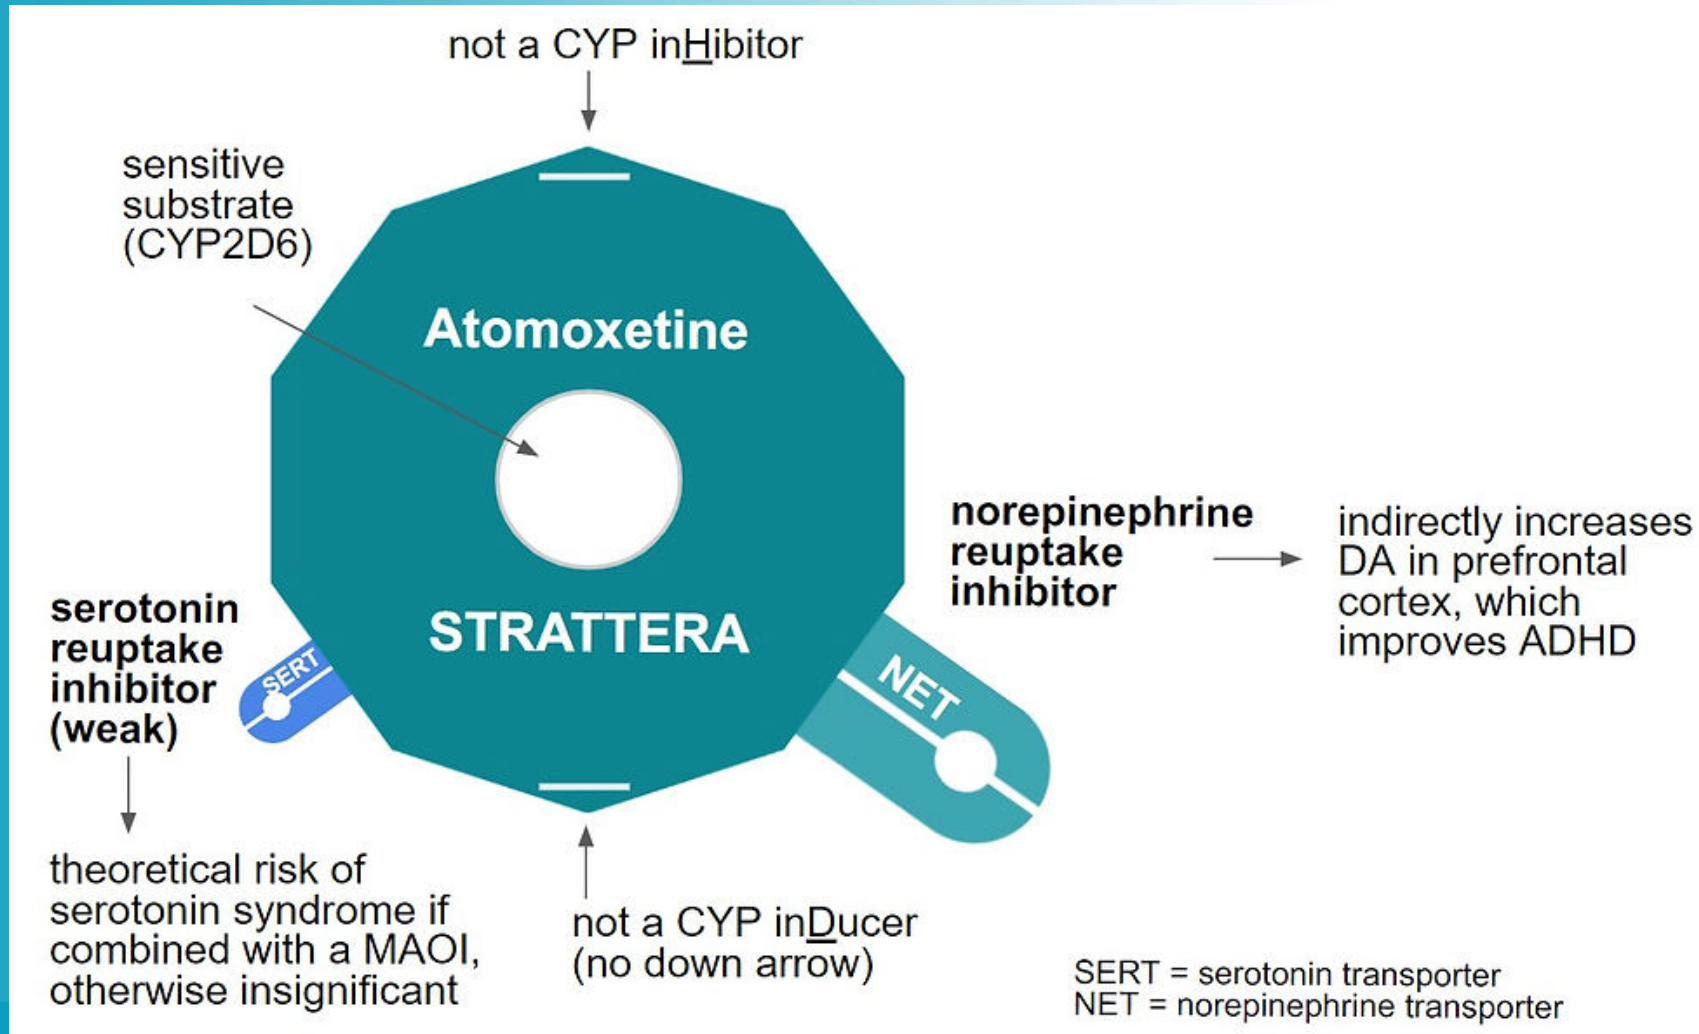 not a CYP inHibitor
sensitive
substrate
(CYP2D6)
Atomoxetine
STRATTERA
norepinephrine
reuptake
inhibitor
indirectly increases
DA in prefrontal
cortex, which
improves ADHD
serotonin
reuptake
inhibitor
(weak)
SERT
NET
theoretical risk of
serotonin syndrome if
combined with a MAOI,
otherwise insignificant
not a CYP inDucer
(no down arrow)
SERT = serotonin transporter
NET = norepinephrine transporter